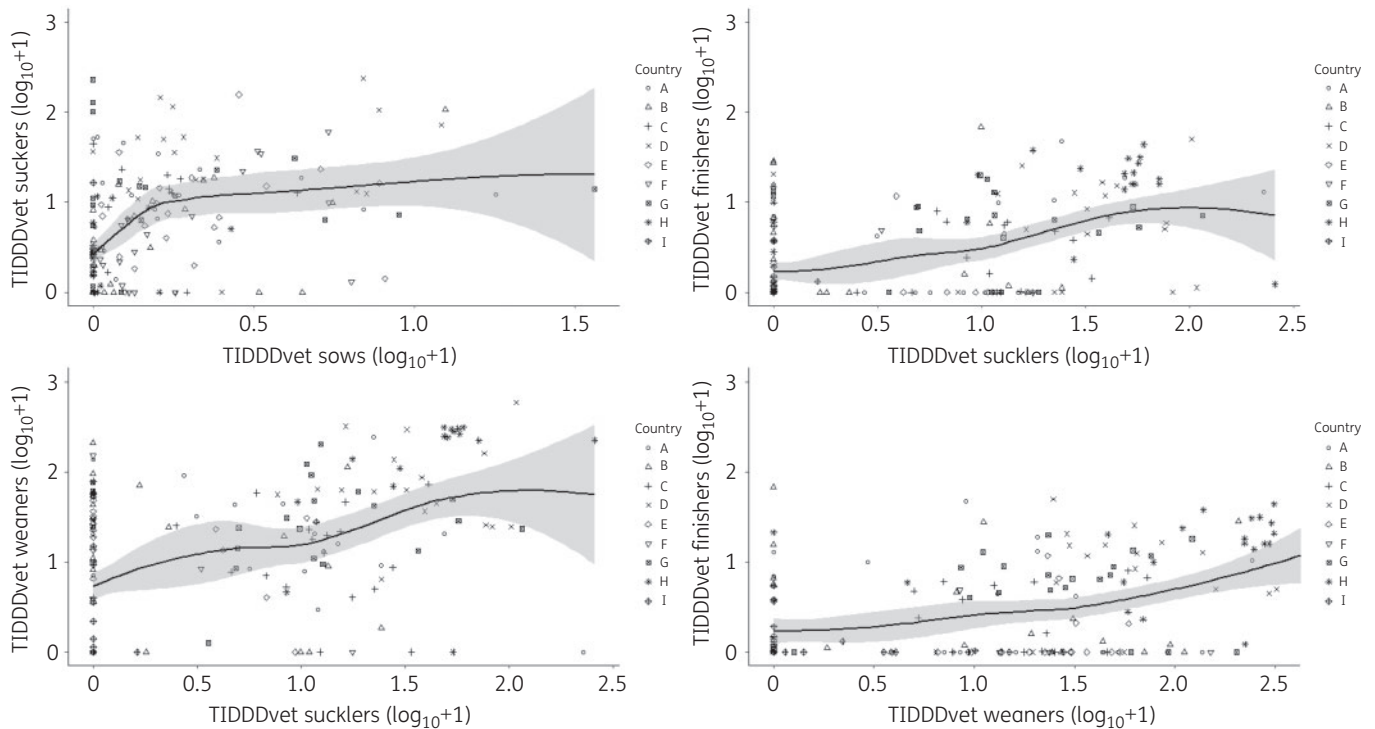 TIDDDvet suckers (log10+1)
3
2
1
0
0
0.5
1.0
1.5
TIDDDvet sows (log10+1)
Country
A
B
C
D
E
F
G
H
I
TIDDDvet finishers (log10+1)
3
2
1
0
0
0.5
1.0
1.5
2.0
2.5
TIDDDvet sucklers (log10+1)
Country
A
B
C
D
E
F
G
H
I
TIDDDvet weaners (log10+1)
3
2
1
0
0
0.5
1.0
1.5
2.0
2.5
TIDDDvet sucklers (log10+1)
Country
A
B
C
D
E
F
G
H
I
TIDDDvet finishers (log10+1)
3
2
1
0
0
0.5
1.0
1.5
2.0
2.5
TIDDDvet weaners (log10+1)
Country
A
B
C
D
E
F
G
H
I